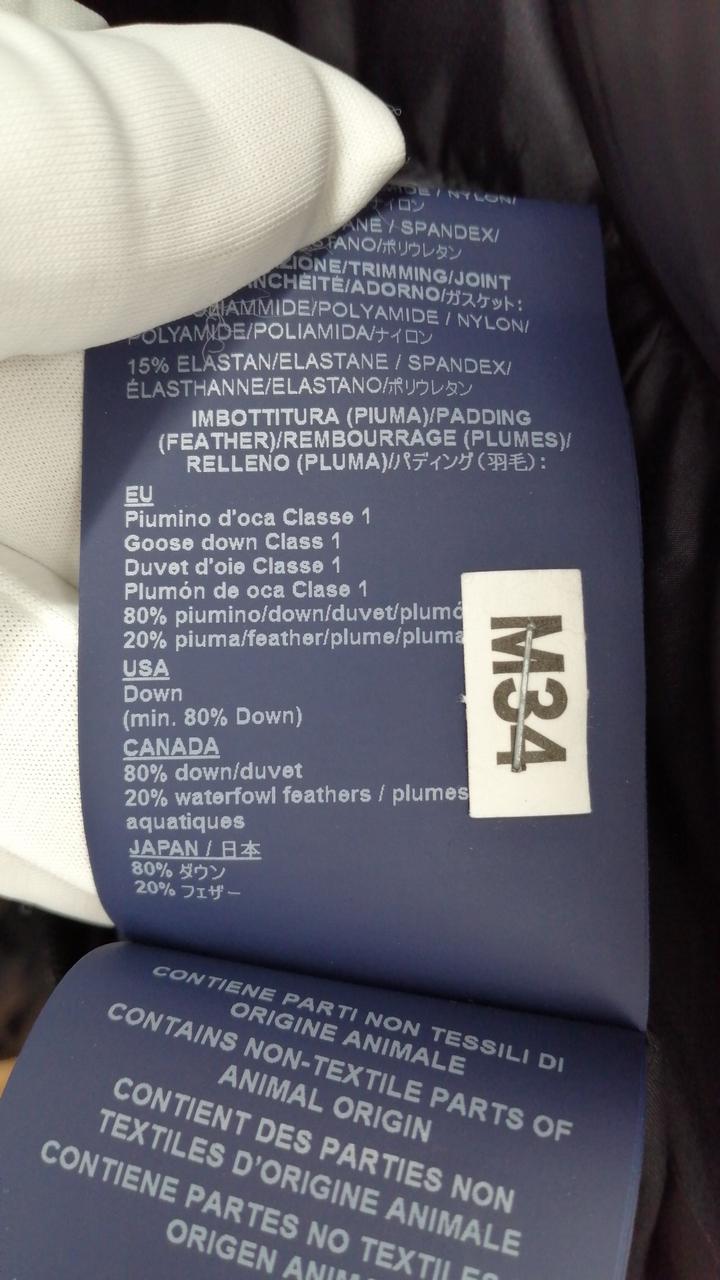 / NYLON/
ナイロン
/ SPANDEX/
/ポリウレタン
/TRIMMING/JOINT
/ADORNO/ガスケット:
/POLYAMIDE / NYLON/
POLYAMIDE/POLIAMIDA/ナイロン
15% ELASTAN/ELASTANE / SPANDEX/
ÉLASTHANNE/ELASTANO/ポリウレタン
IMBOTTITURA (PIUMA)/PADDING
(FEATHER)/REMBOURRAGE (PLUMES)/
RELLENO (PLUMA)/パディング(羽毛):
EU
Piumino d'oca Classe 1
Goose down Class 1
Duvet d'oie Classe 1
Plumón de oca Clase 1
80% piumino/down/duvet/plumó
20% piuma/feather/plume/pluma
USA
Down
(min. 80% Down)
CANADA
80% down/duvet
20% waterfowl feathers / plumes
aquatiques
JAPAN / 日本
80% ダウン
20% フェザー
M34
CONTIENE PARTI NON TESSILI DI
ORIGINE ANIMALE
CONTAINS NON-TEXTILE PARTS OF
ANIMAL ORIGIN
CONTIENT DES PARTIES NON
TEXTILES D'ORIGINE ANIMALE
CONTIENE PARTES NO TEXTILES
ORIGEN